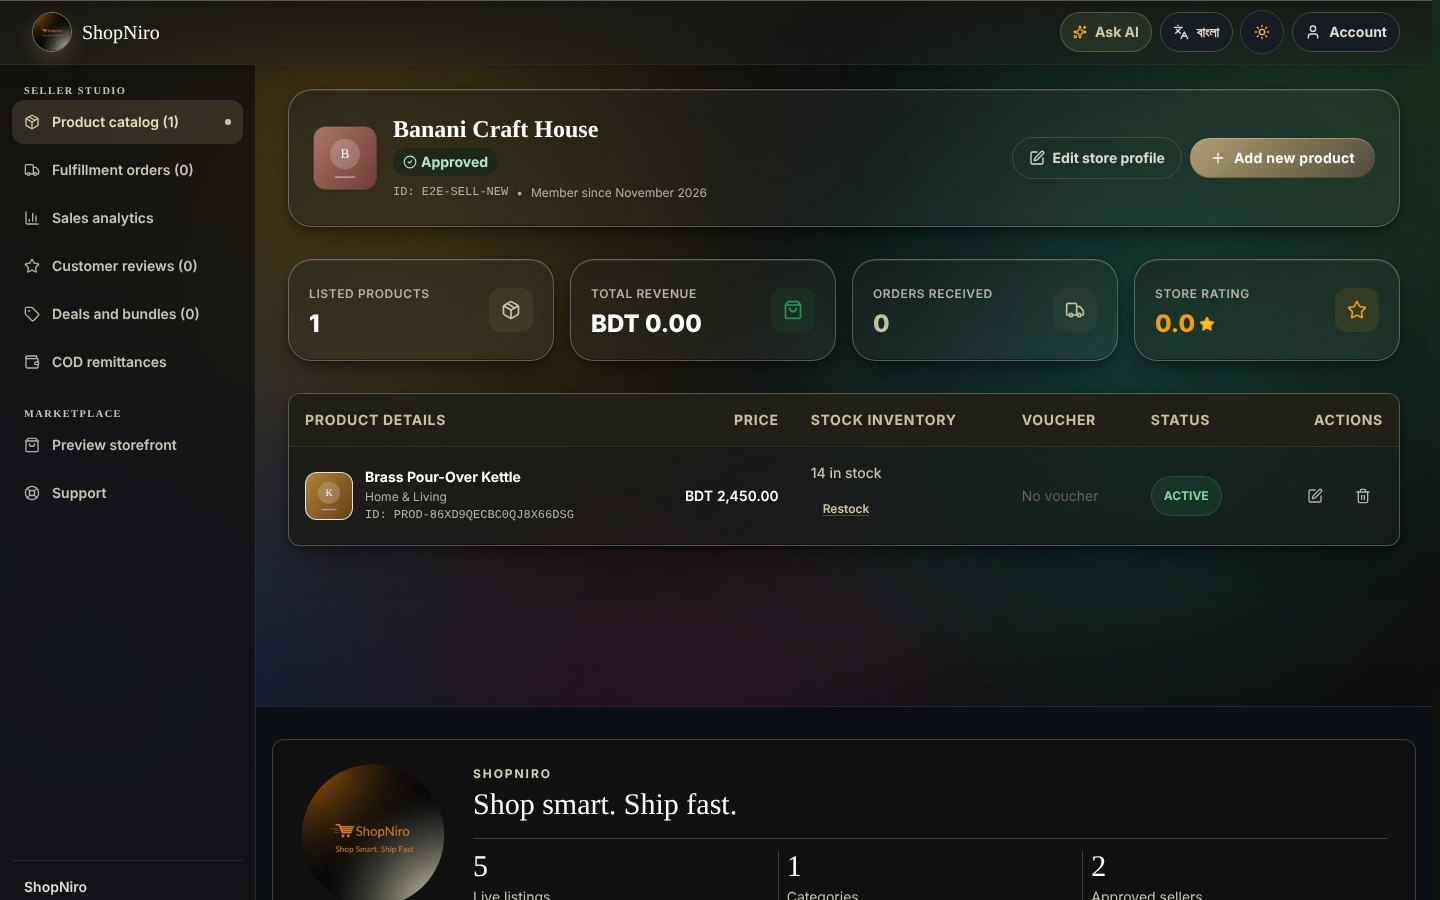 ShopNiro
Ask AI
বাংলা
Account
SELLER STUDIO
Product catalog (1)
Fulfillment orders (0)
Sales analytics
Customer reviews (0)
Deals and bundles (0)
COD remittances
MARKETPLACE
Preview storefront
Support
ShopNiro
B
Banani Craft House
Approved
ID: E2E-SELL-NEW • Member since November 2026
Edit store profile
Add new product
LISTED PRODUCTS
1
TOTAL REVENUE
BDT 0.00
ORDERS RECEIVED
0
STORE RATING
0.0
PRODUCT DETAILS PRICE STOCK INVENTORY VOUCHER STATUS ACTIONS
K
Brass Pour-Over Kettle
Home & Living
ID: PROD-86XD9QECBC0QJ8X66DSG
BDT 2,450.00
14 in stock
Restock
No voucher
ACTIVE
ShopNiro
Shop Smart. Ship Fast
SHOPNIRO
Shop smart. Ship fast.
5
Live listings
1
Categories
2
Approved sellers